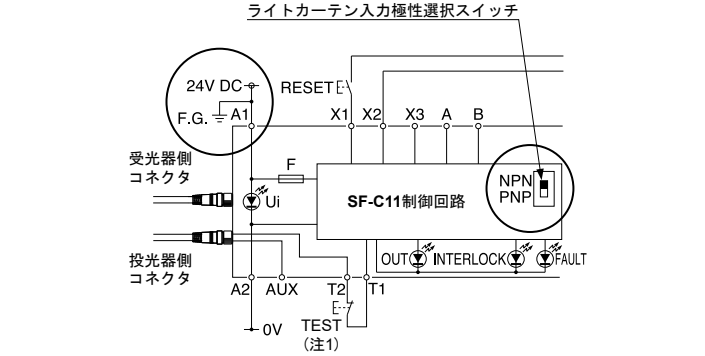 ライトカーテン入力極性選択スイッチ
24V DC
RESET
F.G.
A1
X1
X2
X3
A
B
受光器側
コネクタ
F
NPN
PNP
Ui
SF-C11制御回路
投光器側
コネクタ
OUT
INTERLOCK
FAULT
A2
AUX
T2
T1
0V
TEST
(注1)